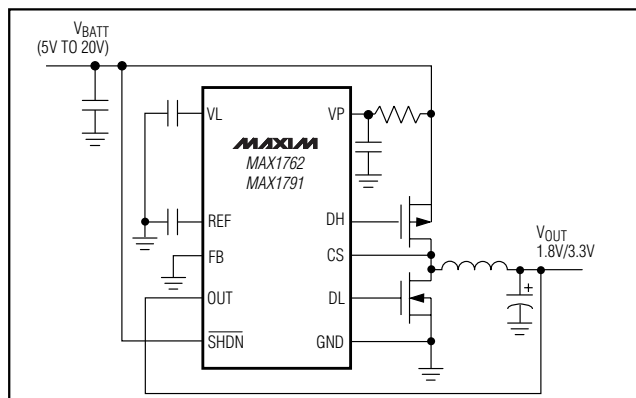 VBATT
(5V TO 20V)
VL
VP
MAXIM
MAX1762
MAX1791
REF
DH
FB
CS
VOUT
1.8V/3.3V
OUT
DL
+
SHDN
GND